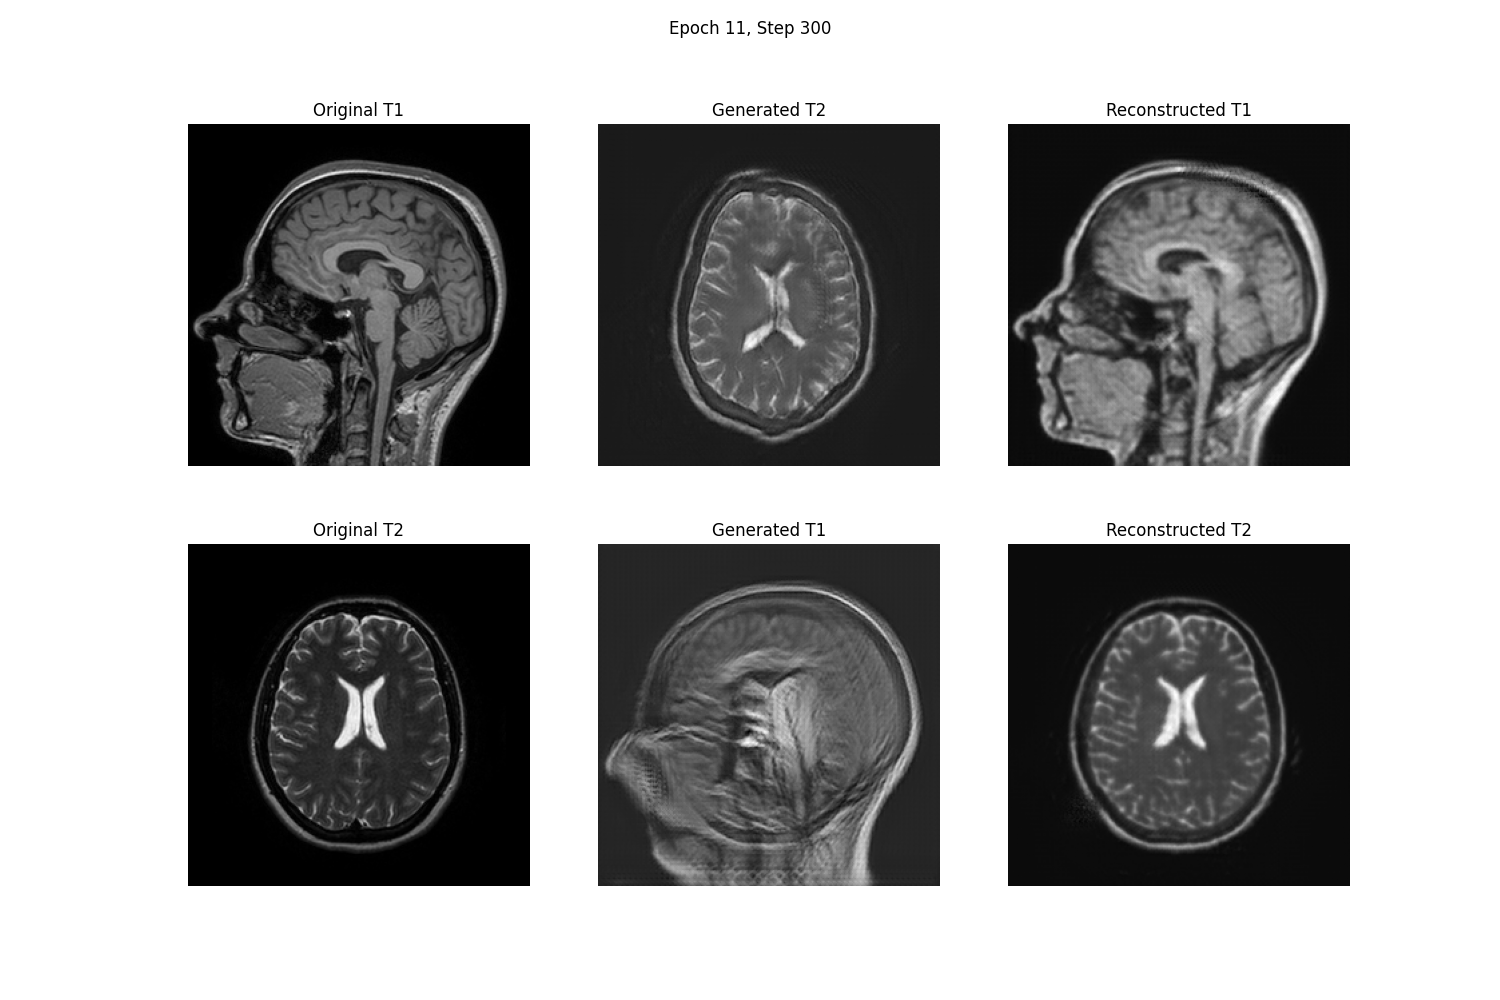 Epoch 11, Step 300
Original T1
Generated T2
Reconstructed T1
Original T2
Generated T1
Reconstructed T2